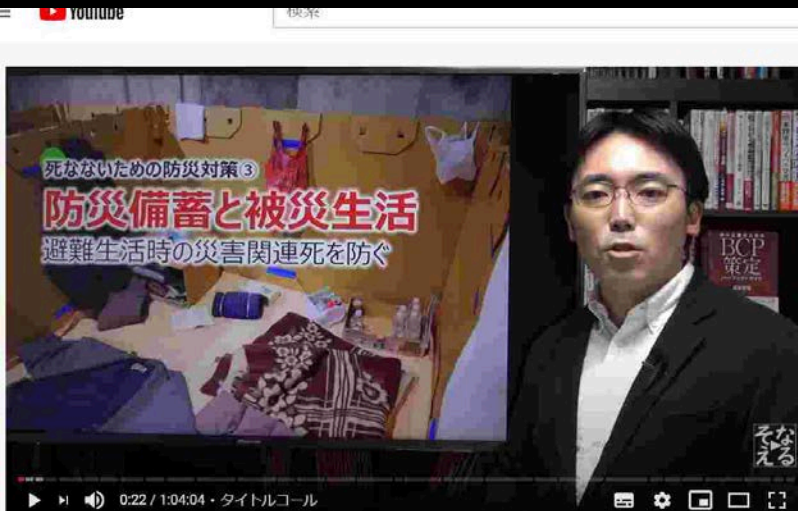 YouTube
検索
死なないための防災対策③
防災備蓄と被災生活
避難生活時の災害関連死を防ぐ
BCP
策定
そなえる
0:22 / 1:04:04・タイトルコール